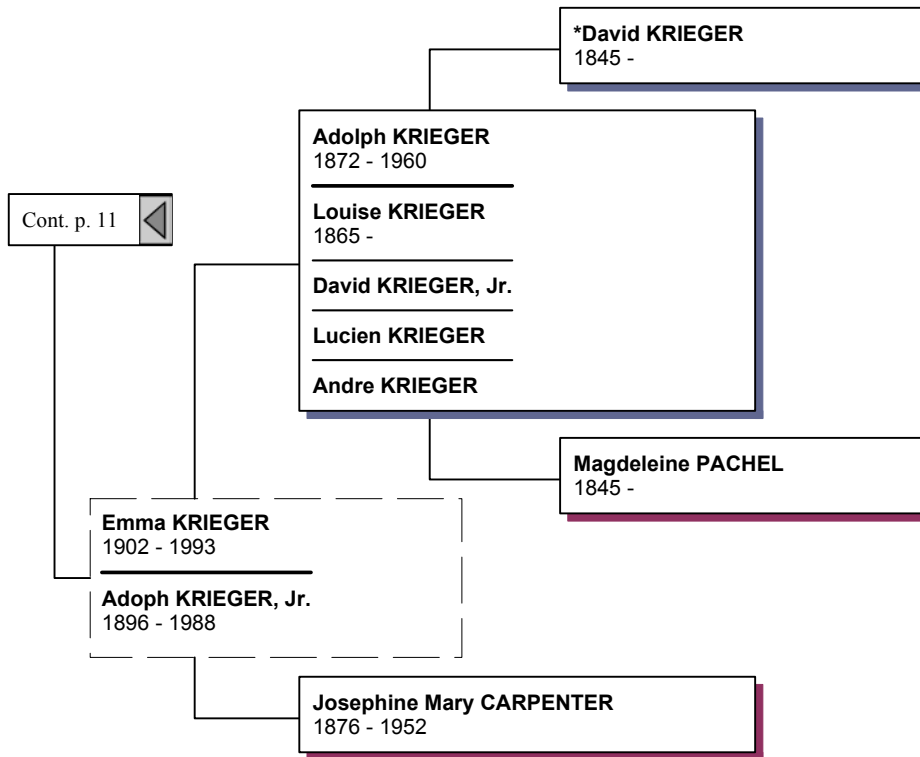 *David KRIEGER
1845 -
Adolph KRIEGER
1872 - 1960
Louise KRIEGER
1865 -
David KRIEGER, Jr.
Lucien KRIEGER
Andre KRIEGER
Cont. p. 11
Magdeleine PACHEL
1845 -
Emma KRIEGER
1902 - 1993
Adoph KRIEGER, Jr.
1896 - 1988
Josephine Mary CARPENTER
1876 - 1952